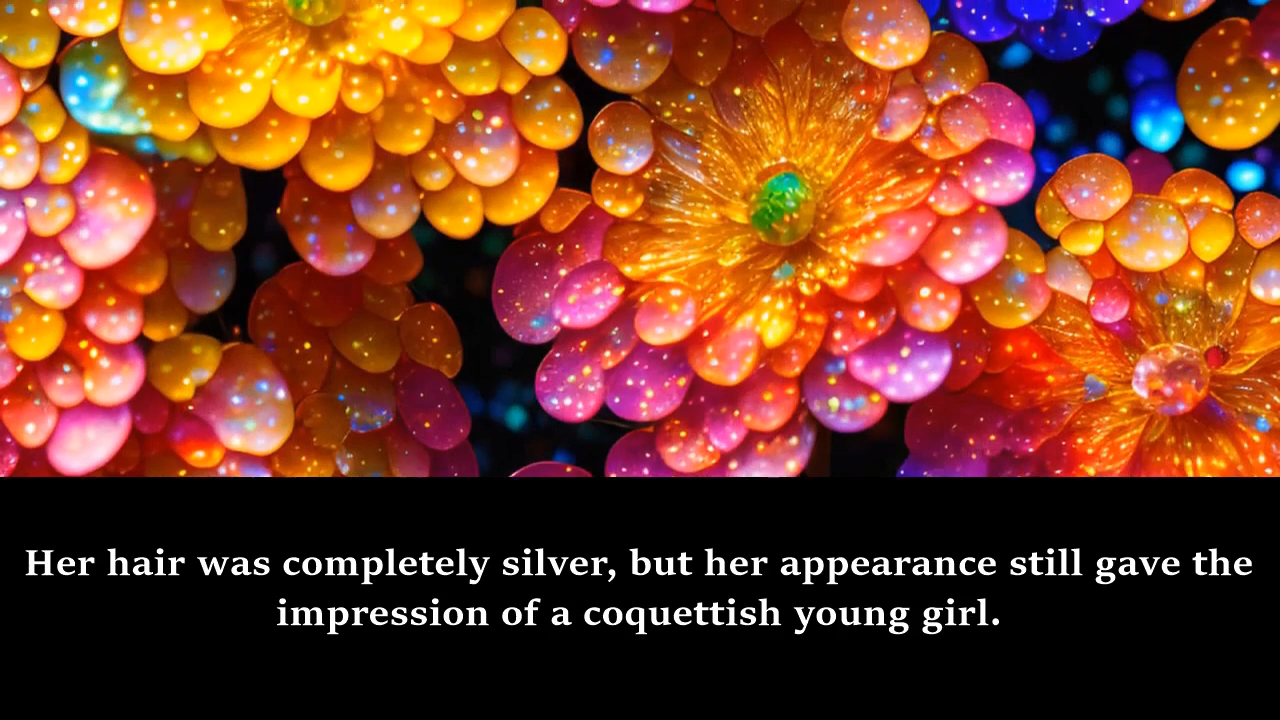 Her hair was completely silver, but her appearance still gave the
impression of a coquettish young girl.